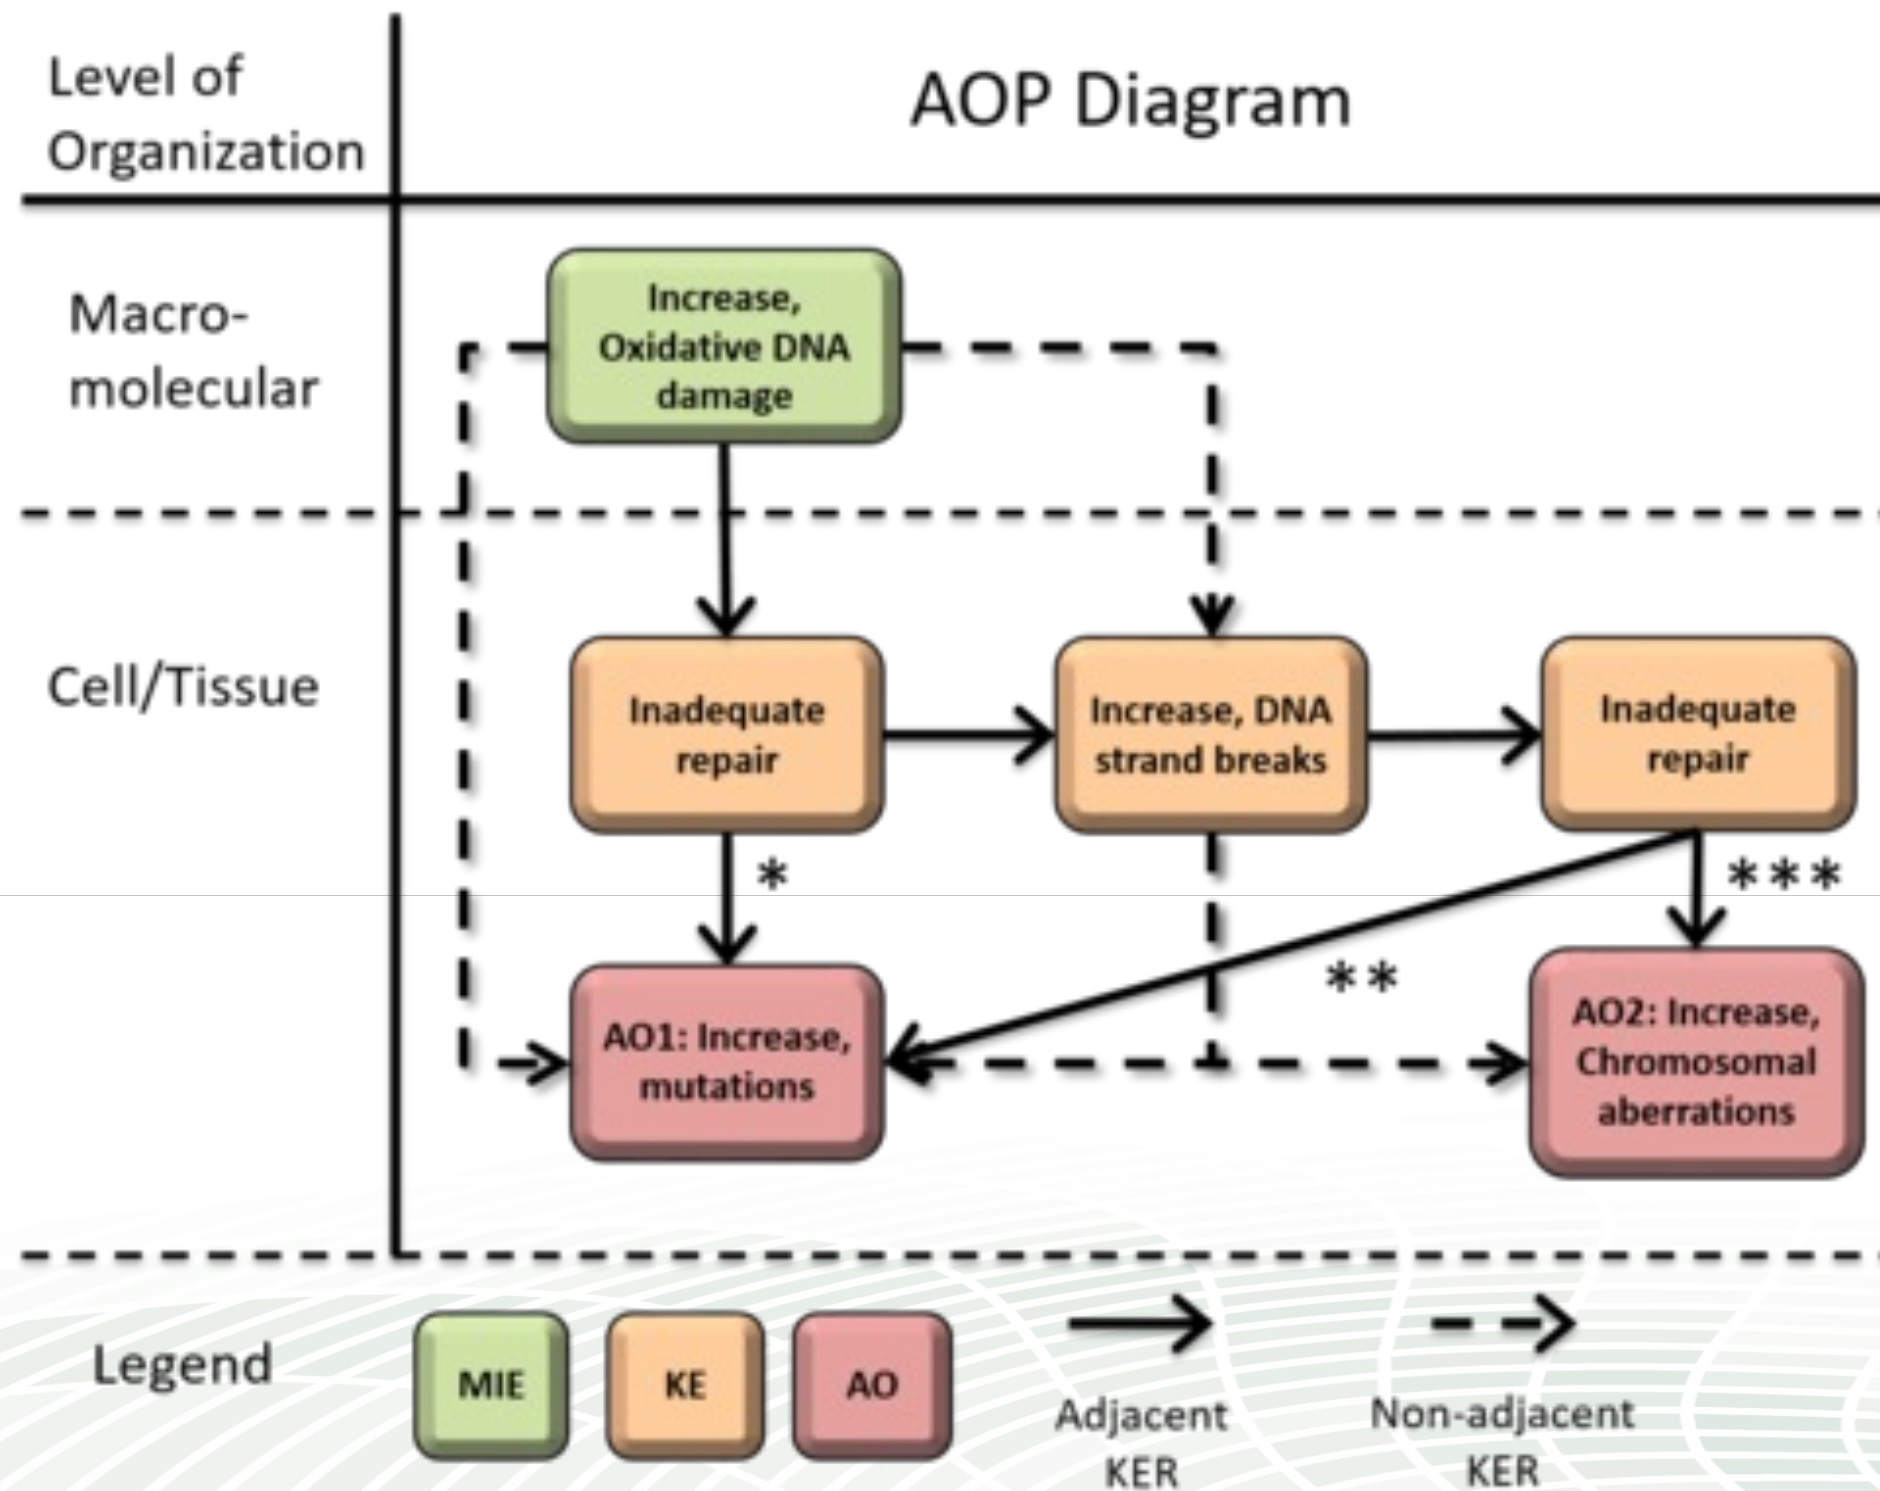 Level of
Organization
AOP Diagram
Macro-
molecular
Increase,
Oxidative DNA
damage
Cell/Tissue
Inadequate
repair
Increase, DNA
strand breaks
Inadequate
repair
*
***
**
AO1: Increase,
mutations
AO2: Increase,
Chromosomal
aberrations
Legend
MIE
KE
AO
Adjacent
KER
Non-adjacent
KER